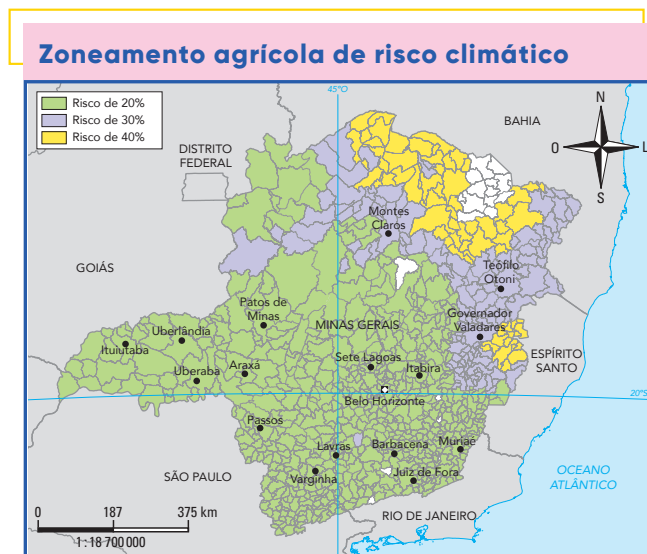 Zoneamento agrícola de risco climático
45°O
Risco de 20%
Risco de 30%
Risco de 40%
N
BAHIA
O
L
S
DISTRITO
FEDERAL
Montes
Claros
GOIÁS
Teófilo
Otoni
Patos de
Minas
MINAS GERAIS
Governador
Valadares
Uberlândia
Ituiutaba
Sete Lagoas
ESPÍRITO
SANTO
Araxá
Itabira
Uberaba
Belo Horizonte
20°S
Passos
Lavras
Barbacena
Muriaé
SÃO PAULO
Varginha
Juiz de Fora
OCEANO
ATLÂNTICO
RIO DE JANEIRO
0 187 375 km
1 : 18 700 000